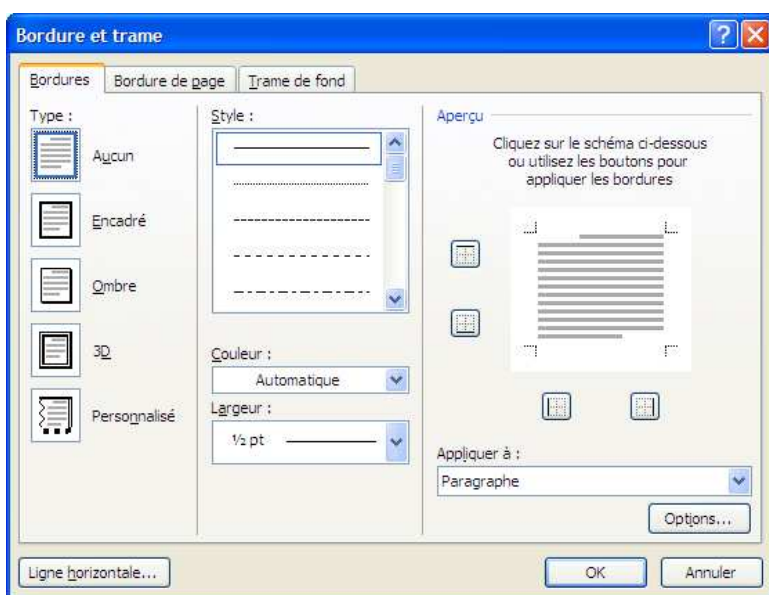 Bordure et trame
Bordures
Bordure de page
Trame de fond
Type :
Aucun
Encadré
Ombre
3D
Personnalisé
Style :
Couleur :
Automatique
Largeur :
½ pt
Aperçu
Cliquez sur le schéma ci-dessous
ou utilisez les boutons pour
appliquer les bordures
Appliquer à :
Paragraphe
Options...
Ligne horizontale...
OK
Annuler